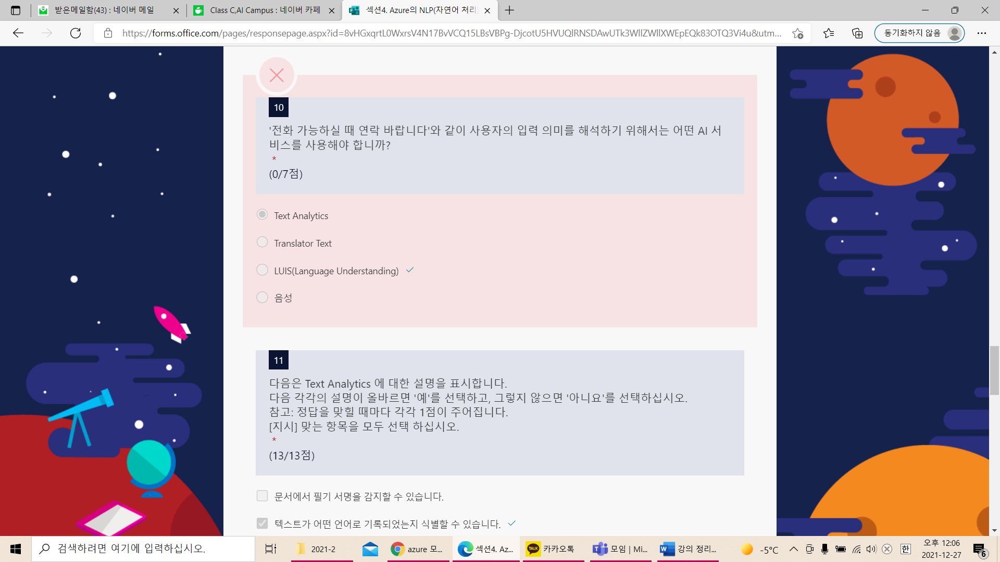 받은메일함(43) : 네이버 메일
Class C,AI Campus : 네이버 카페
섹션4. Azure의 NLP(자연어 처리)
https://forms.office.com/pages/responsepage.aspx?id=8vHGxqrtL0WxrsV4N17BvVCQ15LBsVBPg-DjcotU5HVUQlRNSDAwUTk3WllZWllXWEpEQk83OTQ3Vi4u&utm...
동기화하지 않음
10
'전화 가능하실 때 연락 바랍니다'와 같이 사용자의 입력 의미를 해석하기 위해서는 어떤 AI 서
비스를 사용해야 합니까?
*
(0/7점)
Text Analytics
Translator Text
LUIS(Language Understanding)
음성
11
다음은 Text Analytics 에 대한 설명을 표시합니다.
다음 각각의 설명이 올바르면 '예'를 선택하고, 그렇지 않으면 '아니요'를 선택하십시오.
참고: 정답을 맞힐 때마다 각각 1점이 주어집니다.
[지시] 맞는 항목을 모두 선택 하십시오.
*
(13/13점)
문서에서 필기 서명을 감지할 수 있습니다.
텍스트가 어떤 언어로 기록되었는지 식별할 수 있습니다.
검색하려면 여기에 입력하십시오.
2021-2
azure 모...
섹션4. Az...
TALK
카카오톡
모임 | Mi...
강의 정리...
-5°C
한
오후 12:06
2021-12-27
6